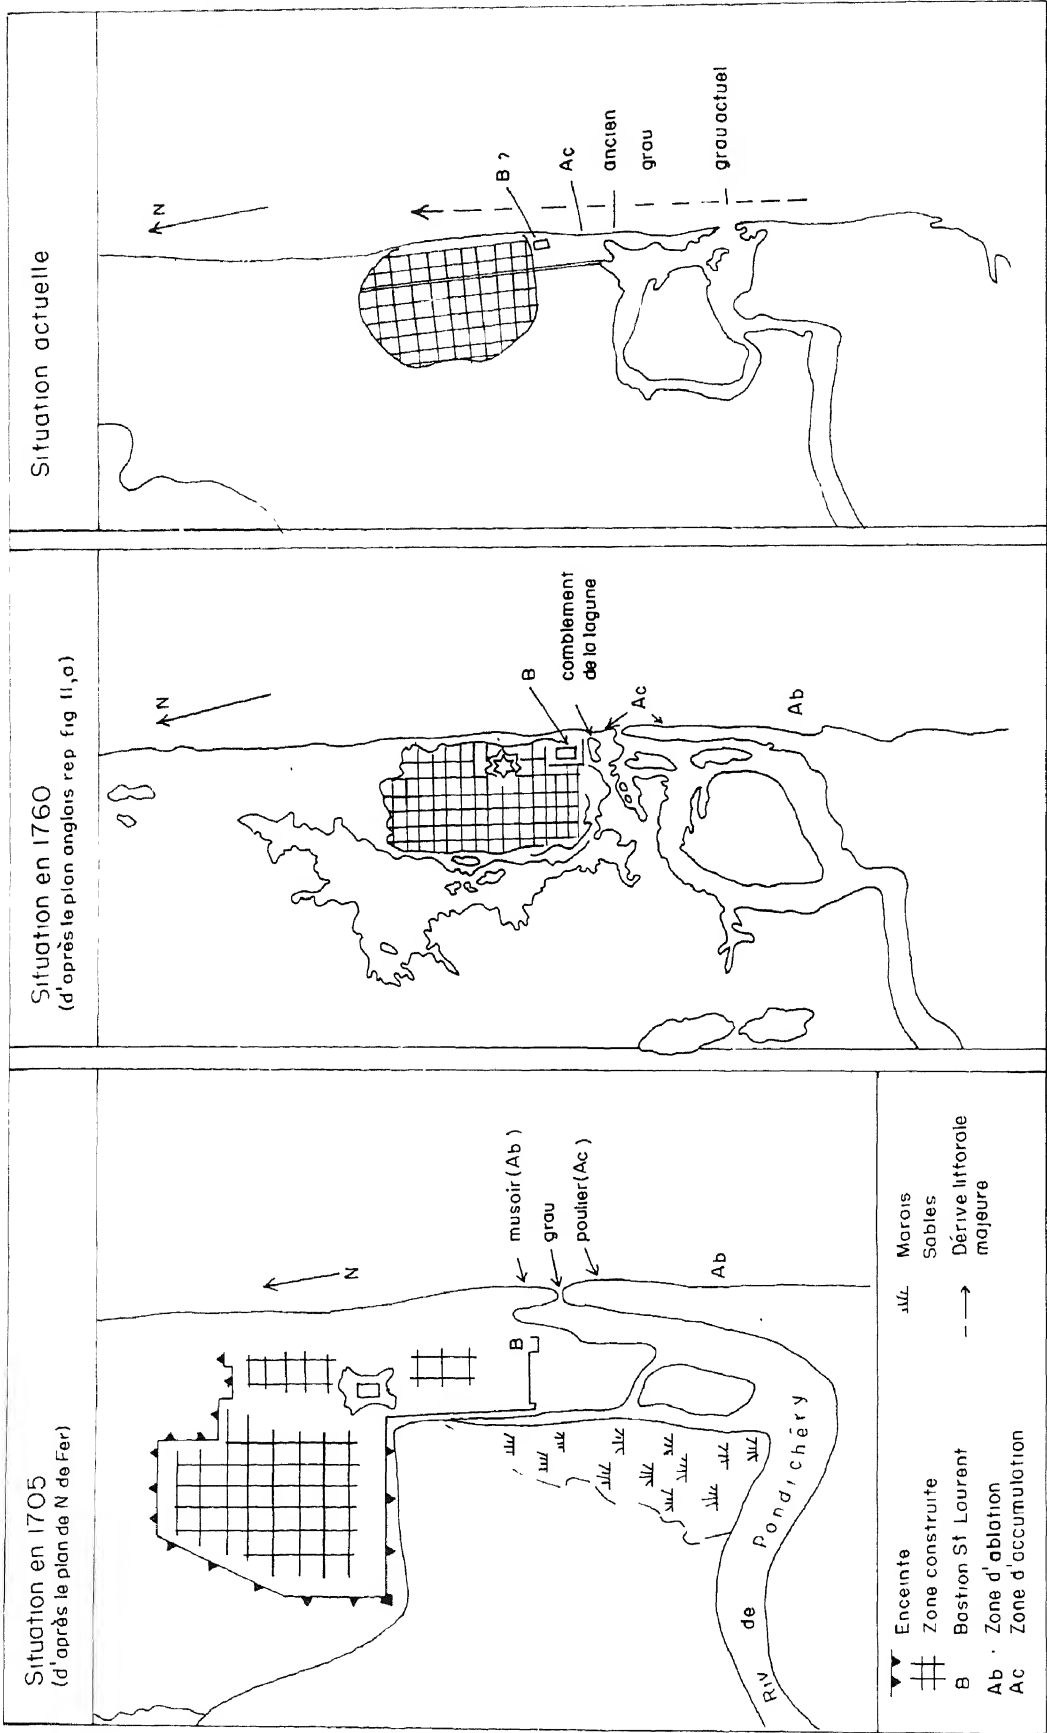 Situation en 1705
(d'après le plan de N de Fer)
N
musoir (Ab)
grau
poulier (Ac)
Ab
B
Riv de Pondichéry
Enceinte
Zone construite
B Bastion St Laurent
Ab · Zone d'ablation
Ac Zone d'accumulation
Marais
Sables
Dérive littorale
majeure
Situation en 1760
(d'après le plan anglais rep fig 11,a)
N
B
comblement
de la lagune
Ac
Ab
Situation actuelle
N
B ?
Ac
ancien
grau
grau actuel